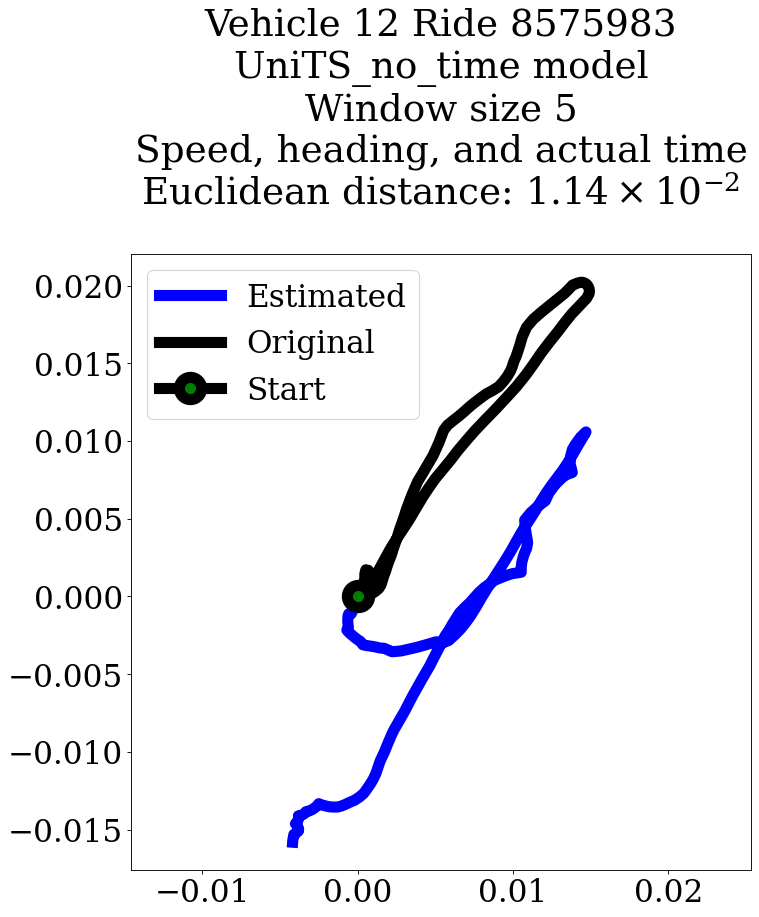 Vehicle 12 Ride 8575983
UniTS_no_time model
Window size 5
Speed, heading, and actual time
Euclidean distance: 1.14 × 10⁻²
Estimated
Original
Start
0.020
0.015
0.010
0.005
0.000
−0.005
−0.010
−0.015
−0.01
0.00
0.01
0.02